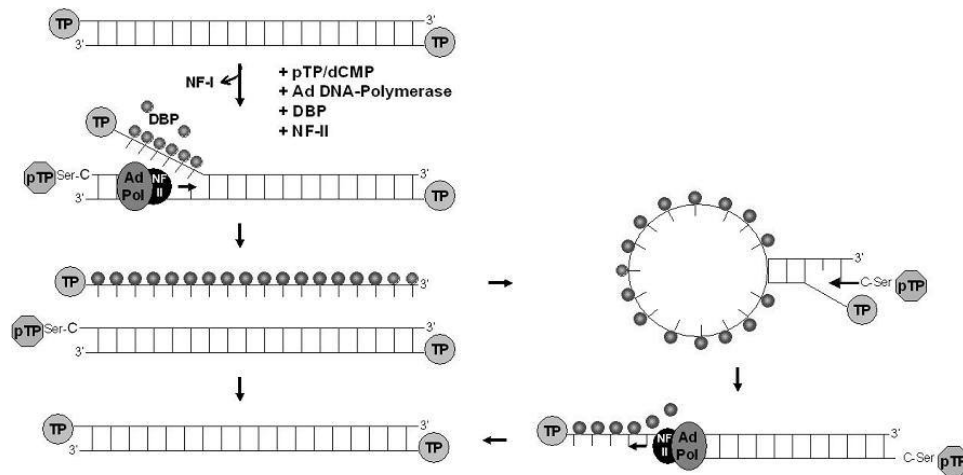 TP 3'
3' TP
NF-I
+ pTP/dCMP
+ Ad DNA-Polymerase
+ DBP
+ NF-II
TP DBP
pTP Ser-C Ad Pol NF II
3' TP
TP 3'
pTP Ser-C 3'
3' TP
3'
C-Ser pTP
TP
TP 3'
3' TP
TP NF II Ad Pol 3'
C-Ser pTP